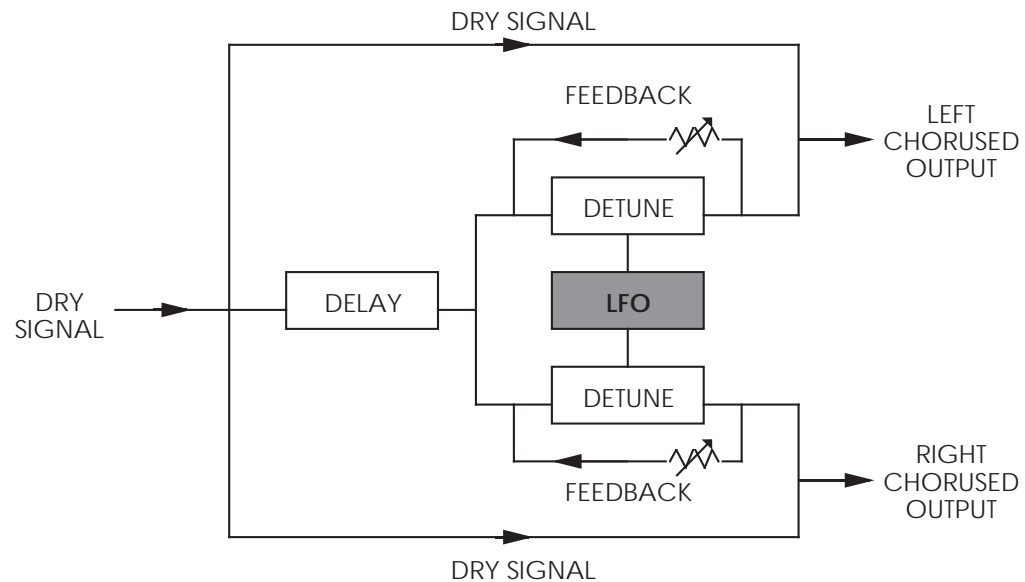 DRY SIGNAL
FEEDBACK
LEFT
CHORUSED
OUTPUT
DETUNE
DRY
SIGNAL
DELAY
LFO
DETUNE
FEEDBACK
RIGHT
CHORUSED
OUTPUT
DRY SIGNAL